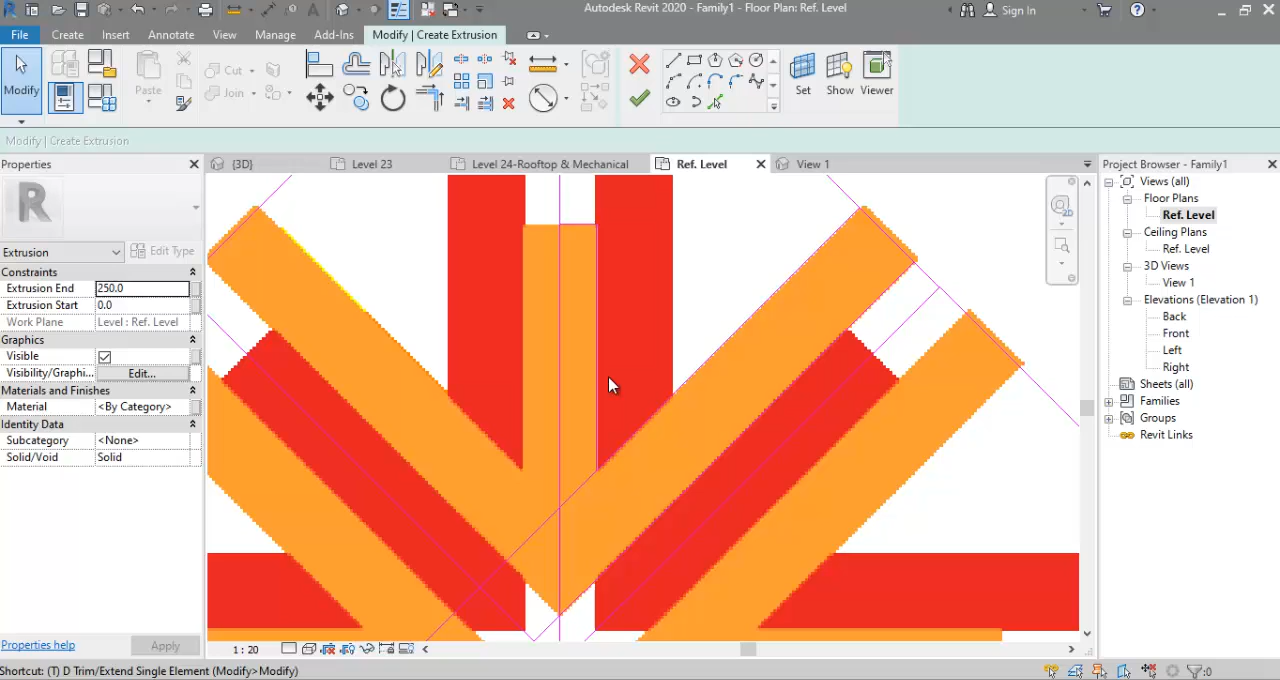 Autodesk Revit 2020 - Family1 - Floor Plan: Ref. Level
Sign In
File Create Insert Annotate View Manage Add-Ins Modify | Create Extrusion
Modify
Paste
Cut
Join
Set Show Viewer
Modify | Create Extrusion
Properties
{3D}
Level 23
Level 24-Rooftop & Mechanical
Ref. Level
View 1
Project Browser - Family1
R
Extrusion
Edit Type
Constraints
Extrusion End 250.0
Extrusion Start 0.0
Work Plane Level : Ref. Level
Graphics
Visible
Visibility/Graphi... Edit...
Materials and Finishes
Material <By Category>
Identity Data
Subcategory <None>
Solid/Void Solid
Properties help
Apply
2D
Views (all)
Floor Plans
Ref. Level
Ceiling Plans
Ref. Level
3D Views
View 1
Elevations (Elevation 1)
Back
Front
Left
Right
Sheets (all)
Families
Groups
Revit Links
1 : 20
Shortcut: (T) D Trim/Extend Single Element (Modify>Modify)
:0